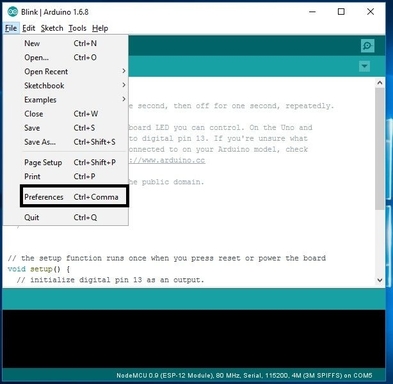 Blink | Arduino 1.6.8
File Edit Sketch Tools Help
New Ctrl+N
Open... Ctrl+O
Open Recent
Sketchbook
Examples
Close Ctrl+W
Save Ctrl+S
Save As... Ctrl+Shift+S
Page Setup Ctrl+Shift+P
Print Ctrl+P
Preferences Ctrl+Comma
Quit Ctrl+Q
e second, then off for one second, repeatedly.
board LED you can control. On the Uno and
to digital pin 13. If you're unsure what
onnected to on your Arduino model, check
://www.arduino.cc
he public domain.
// the setup function runs once when you press reset or power the board
void setup() {
// initialize digital pin 13 as an output.
NodeMCU 0.9 (ESP-12 Module), 80 MHz, Serial, 115200, 4M (3M SPIFFS) on COM5